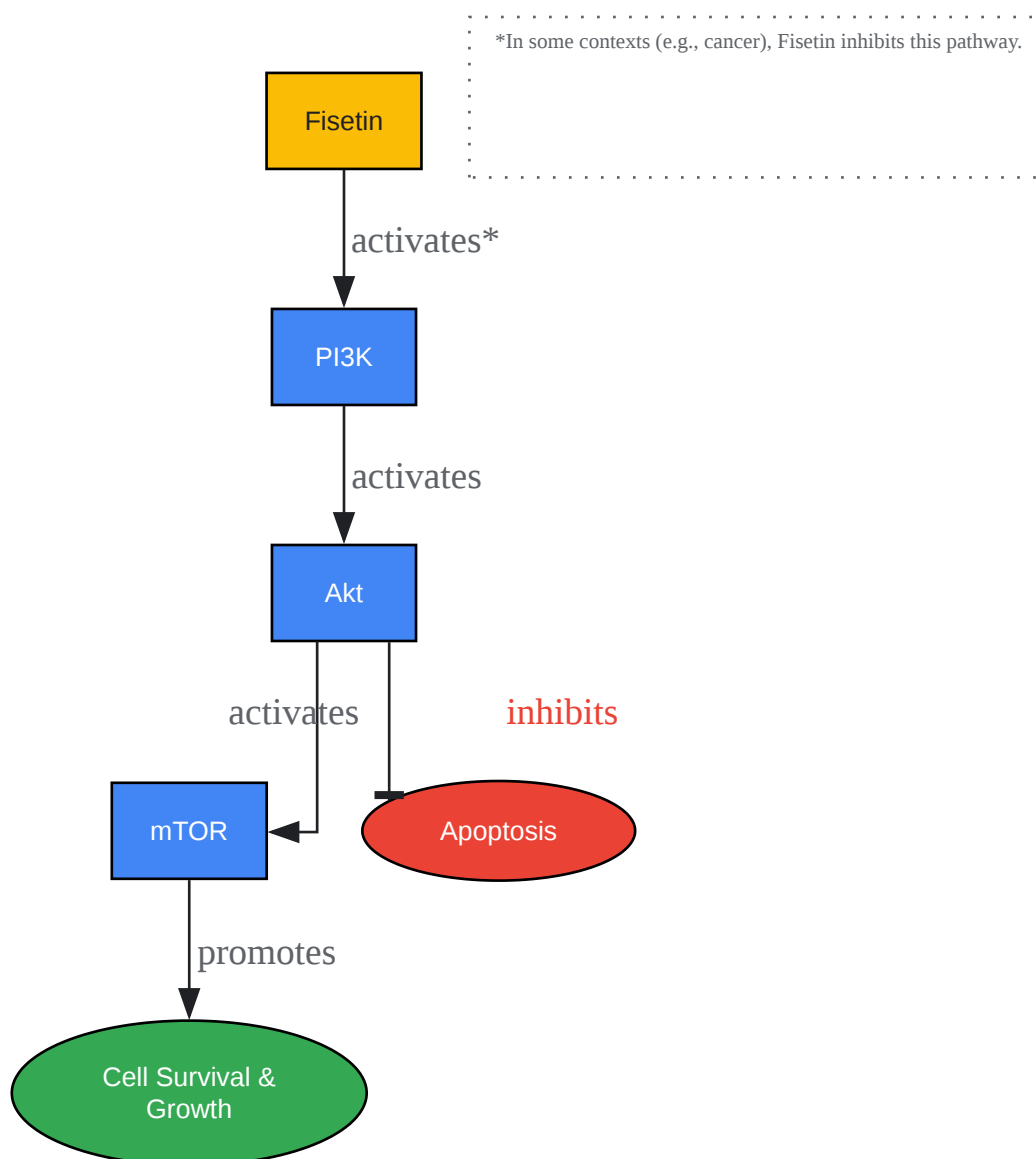 *In some contexts (e.g., cancer), Fisetin inhibits this pathway.
Fisetin
activates*
PI3K
activates
Akt
activates
inhibits
mTOR
Apoptosis
promotes
Cell Survival &
Growth